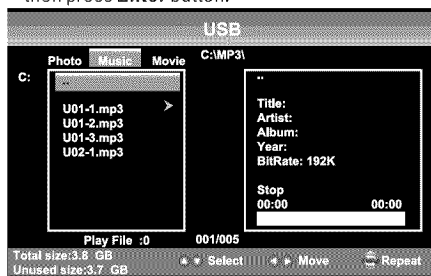 then press Enter button.
USB
Photo Music Movie C:\MP3\
C:
..
U01-1.mp3
U01-2.mp3
U01-3.mp3
U02-1.mp3
..
Title:
Artist:
Album:
Year:
BitRate: 192K
Stop
00:00 00:00
Play File :0 001/005
Total size:3.8 GB
Unused size:3.7 GB
Select Move Repeat